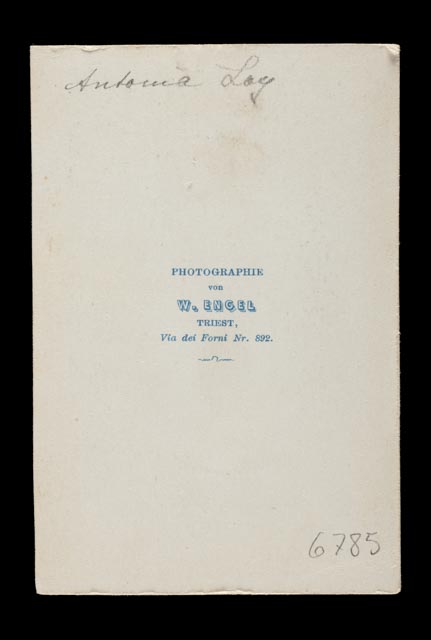 Antonia Loy
PHOTOGRAPHIE
von
W. ENGEL
TRIEST,
Via dei Forni Nr. 892.
6785